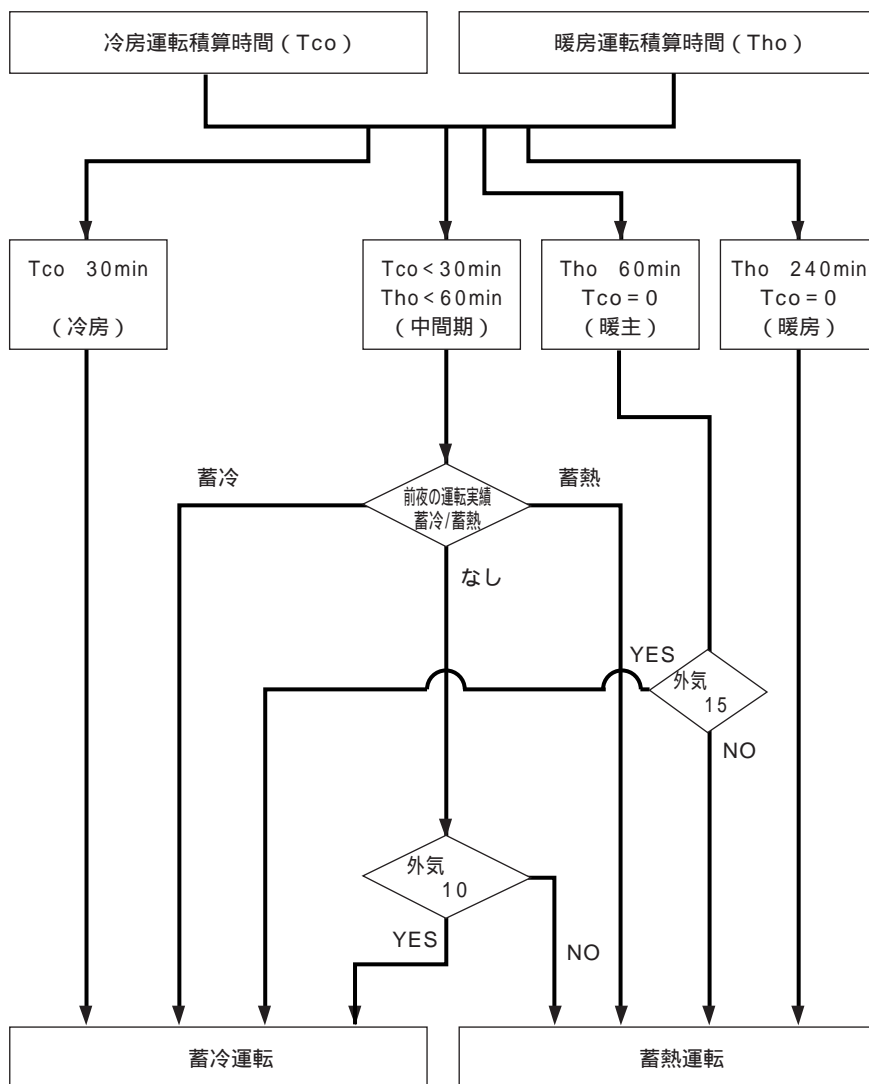 冷房運転積算時間（Tco）
暖房運転積算時間（Tho）
Tco 30min
（冷房）
Tco＜30min
Tho＜60min
（中間期）
Tho 60min
Tco＝0
（暖主）
Tho 240min
Tco＝0
（暖房）
蓄冷
前夜の運転実績
蓄冷/蓄熱
蓄熱
なし
YES
外気
15
NO
外気
10
YES
NO
蓄冷運転
蓄熱運転